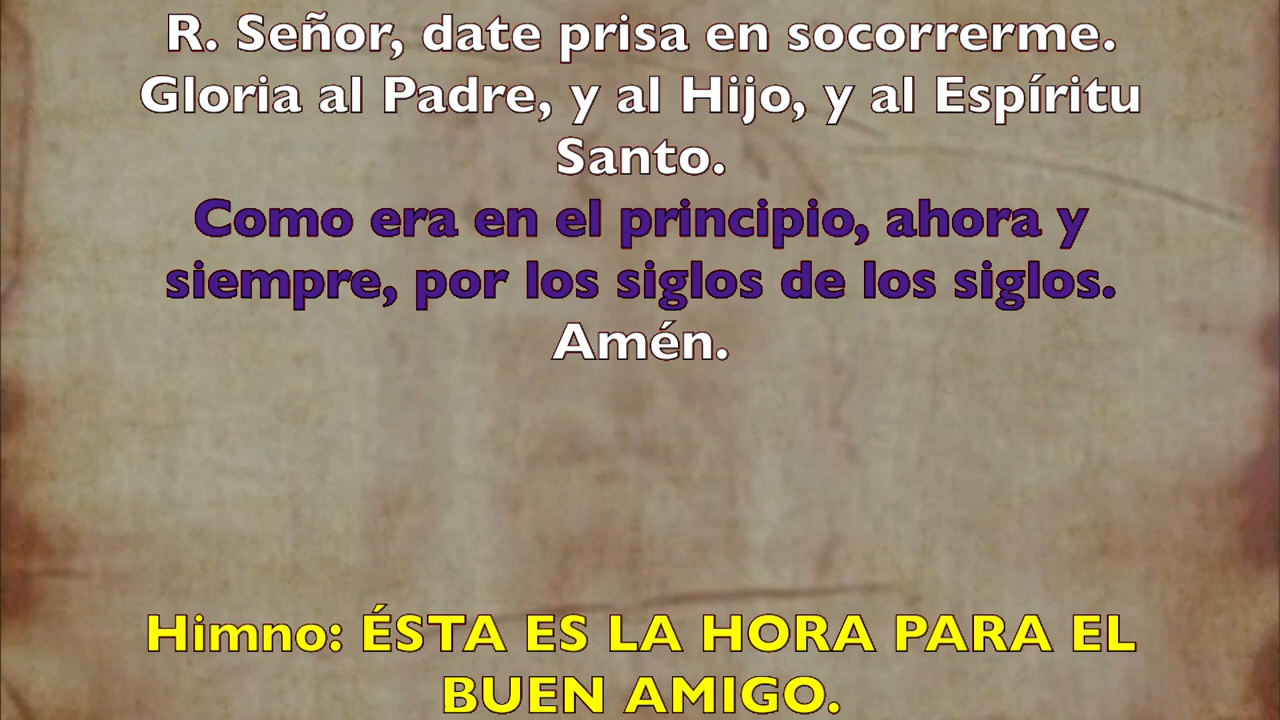 R. Señor, date prisa en socorrerme.
Gloria al Padre, y al Hijo, y al Espíritu
Santo.
Como era en el principio, ahora y
siempre, por los siglos de los siglos.
Amén.
Himno: ÉSTA ES LA HORA PARA EL
BUEN AMIGO.